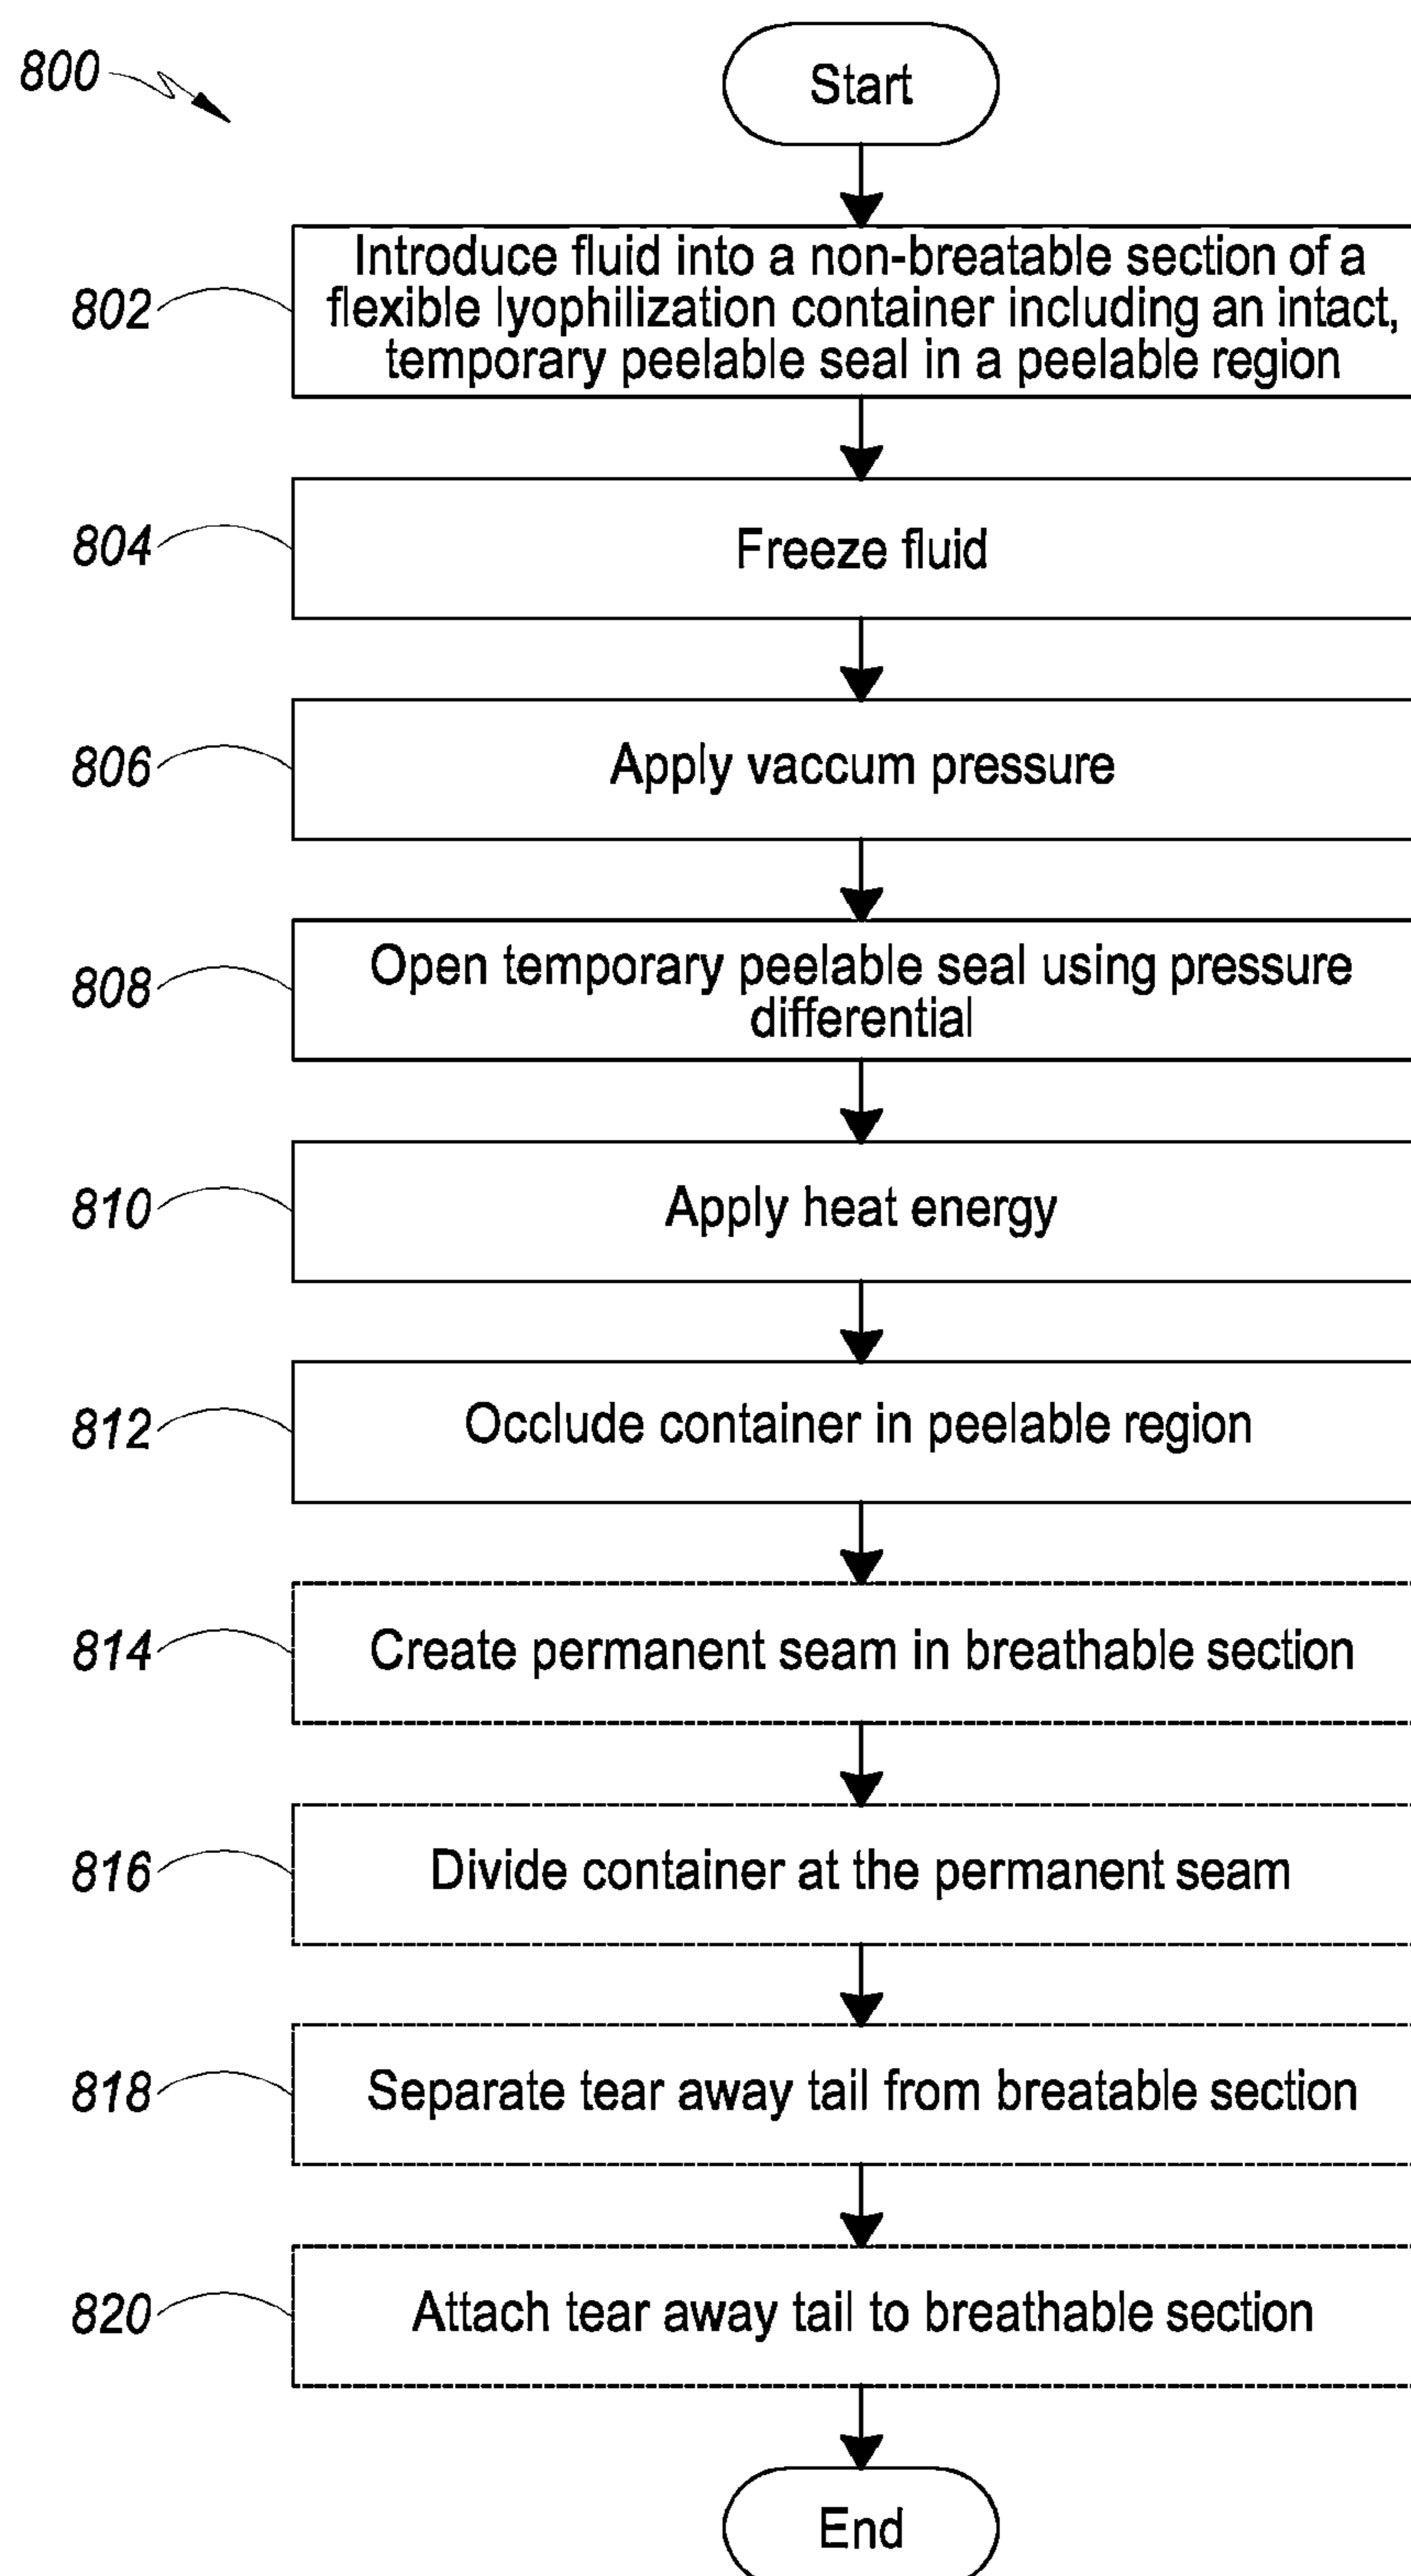 800
Start
802
Introduce fluid into a non-breatable section of a
flexible lyophilization container including an intact,
temporary peelable seal in a peelable region
804
Freeze fluid
806
Apply vaccum pressure
808
Open temporary peelable seal using pressure
differential
810
Apply heat energy
812
Occlude container in peelable region
814
Create permanent seam in breathable section
816
Divide container at the permanent seam
818
Separate tear away tail from breatable section
820
Attach tear away tail to breathable section
End